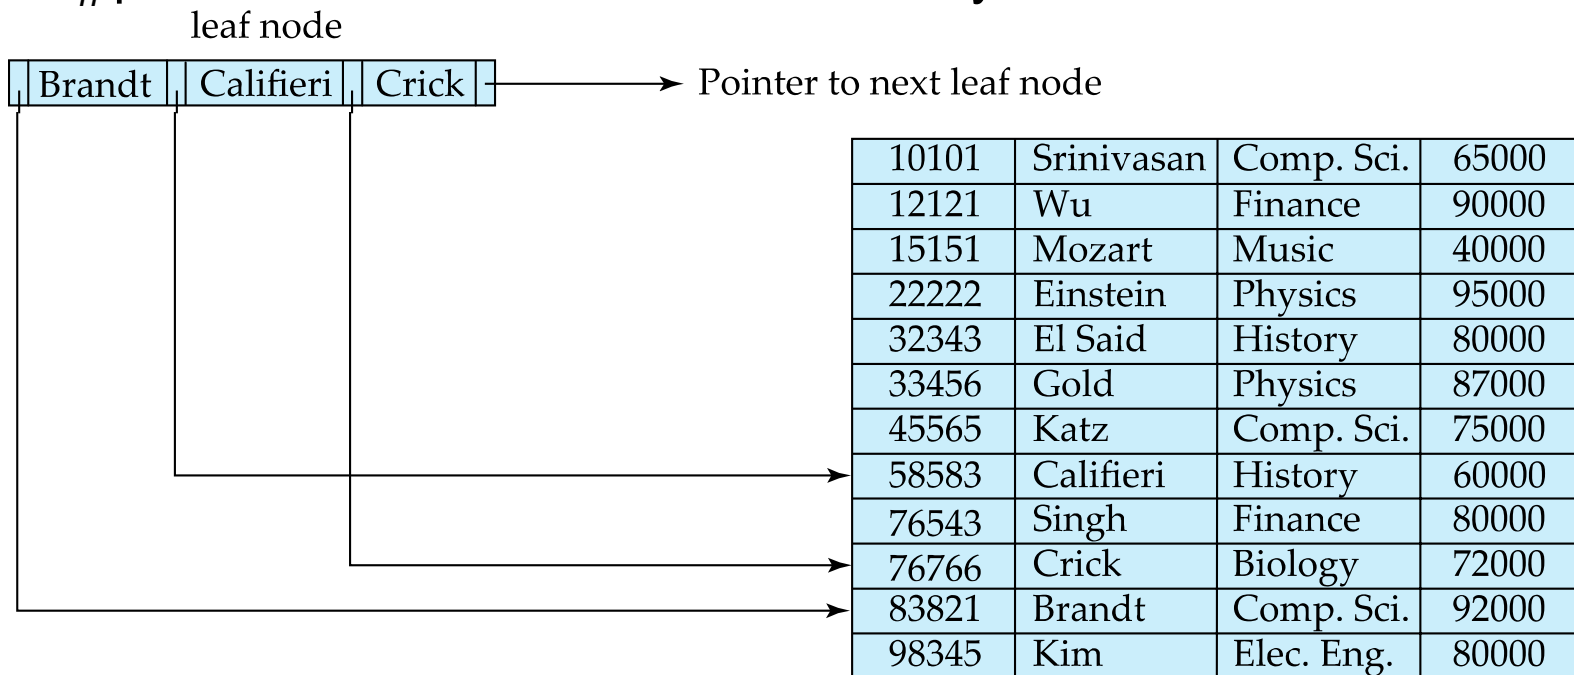 leaf node
Brandt Califieri Crick Pointer to next leaf node
10101 Srinivasan Comp. Sci. 65000
12121 Wu Finance 90000
15151 Mozart Music 40000
22222 Einstein Physics 95000
32343 El Said History 80000
33456 Gold Physics 87000
45565 Katz Comp. Sci. 75000
58583 Califieri History 60000
76543 Singh Finance 80000
76766 Crick Biology 72000
83821 Brandt Comp. Sci. 92000
98345 Kim Elec. Eng. 80000